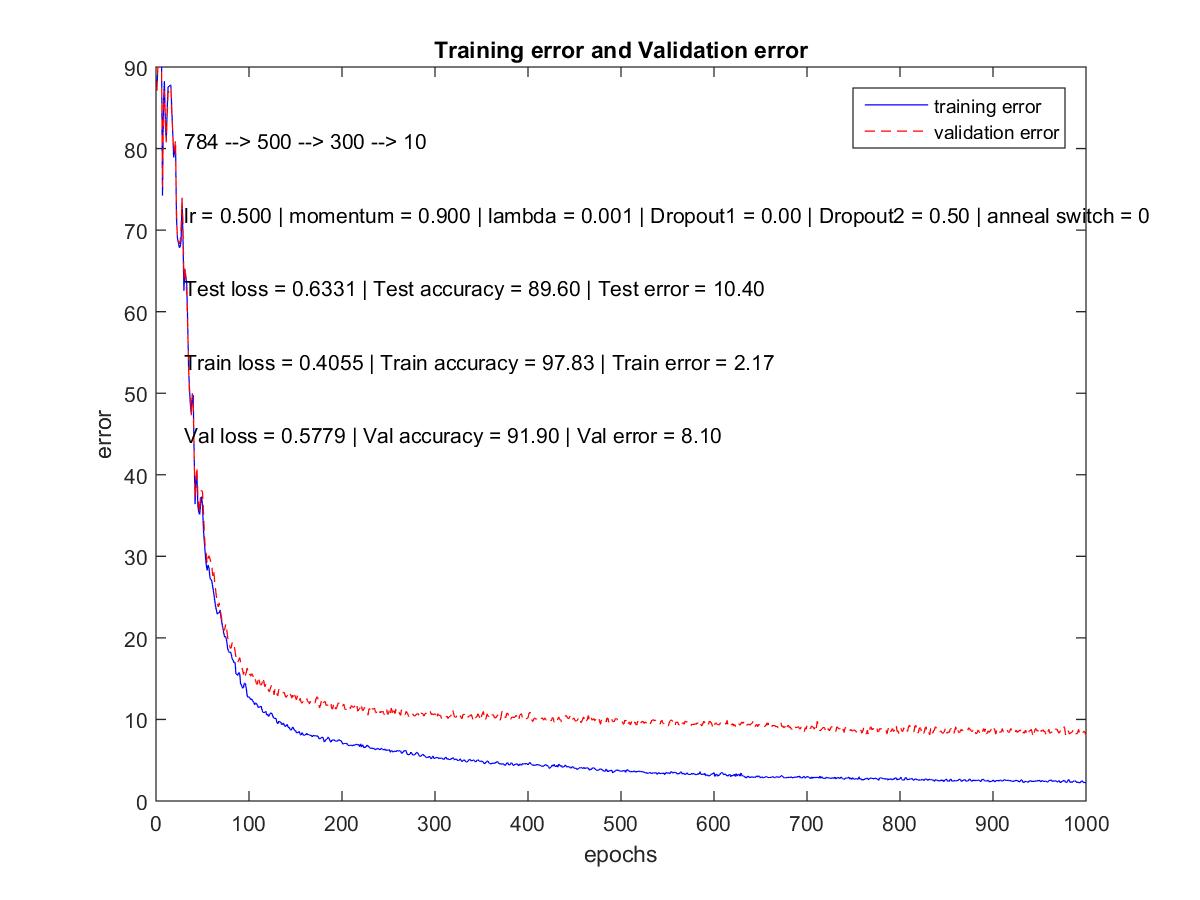 Training error and Validation error
90
80
70
60
50
40
30
20
10
0
error
training error
validation error
784 --> 500 --> 300 --> 10
lr = 0.500 | momentum = 0.900 | lambda = 0.001 | Dropout1 = 0.00 | Dropout2 = 0.50 | anneal switch = 0
Test loss = 0.6331 | Test accuracy = 89.60 | Test error = 10.40
Train loss = 0.4055 | Train accuracy = 97.83 | Train error = 2.17
Val loss = 0.5779 | Val accuracy = 91.90 | Val error = 8.10
0 100 200 300 400 500 600 700 800 900 1000
epochs